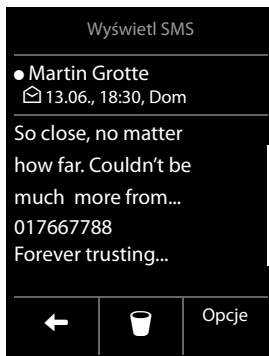 Wyświetl SMS
Martin Grotte
13.06., 18:30, Dom
So close, no matter
how far. Couldn't be
much more from...
017667788
Forever trusting...
Opcje